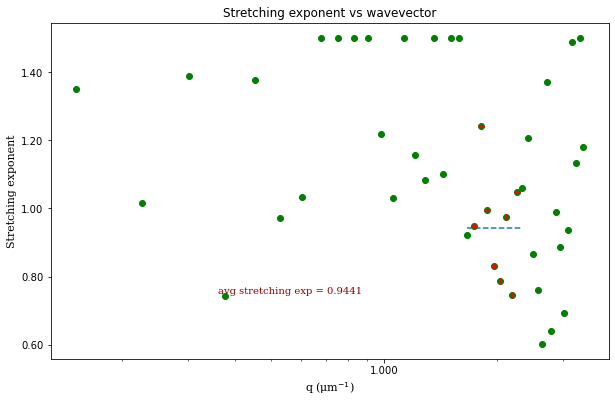 Stretching exponent vs wavevector
1.40
1.20
1.00
0.80
0.60
Stretching exponent
avg stretching exp = 0.9441
1.000
q (μm⁻¹)